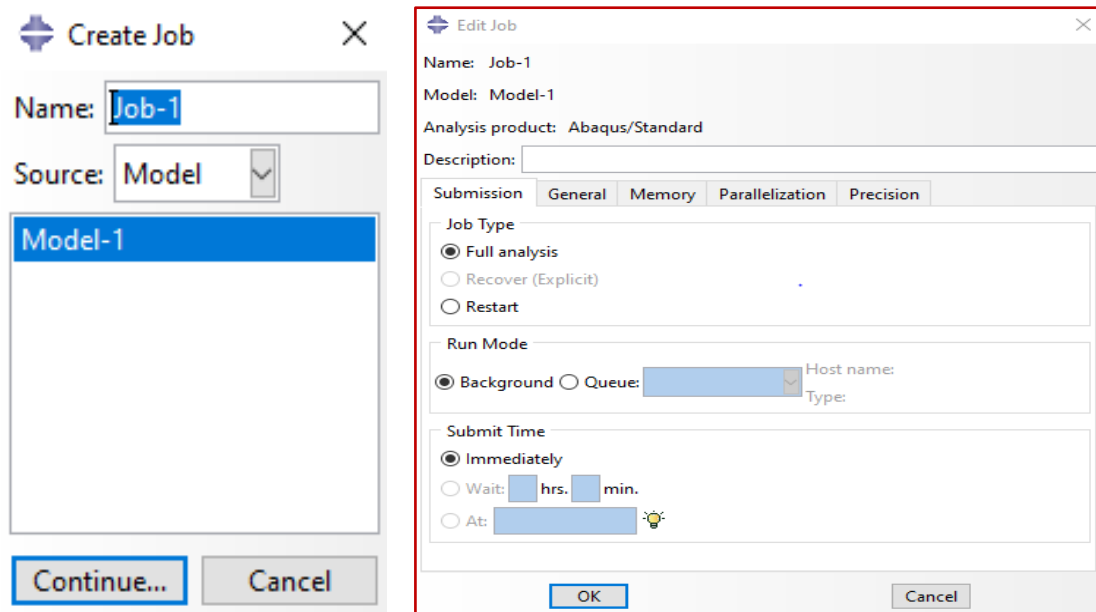 Create Job
Name: Job-1
Source: Model
Model-1
Continue... Cancel
Edit Job
Name: Job-1
Model: Model-1
Analysis product: Abaqus/Standard
Description:
Submission General Memory Parallelization Precision
Job Type
Full analysis
Recover (Explicit)
Restart
Run Mode
Background Queue: Host name:
Type:
Submit Time
Immediately
Wait: hrs. min.
At:
OK Cancel